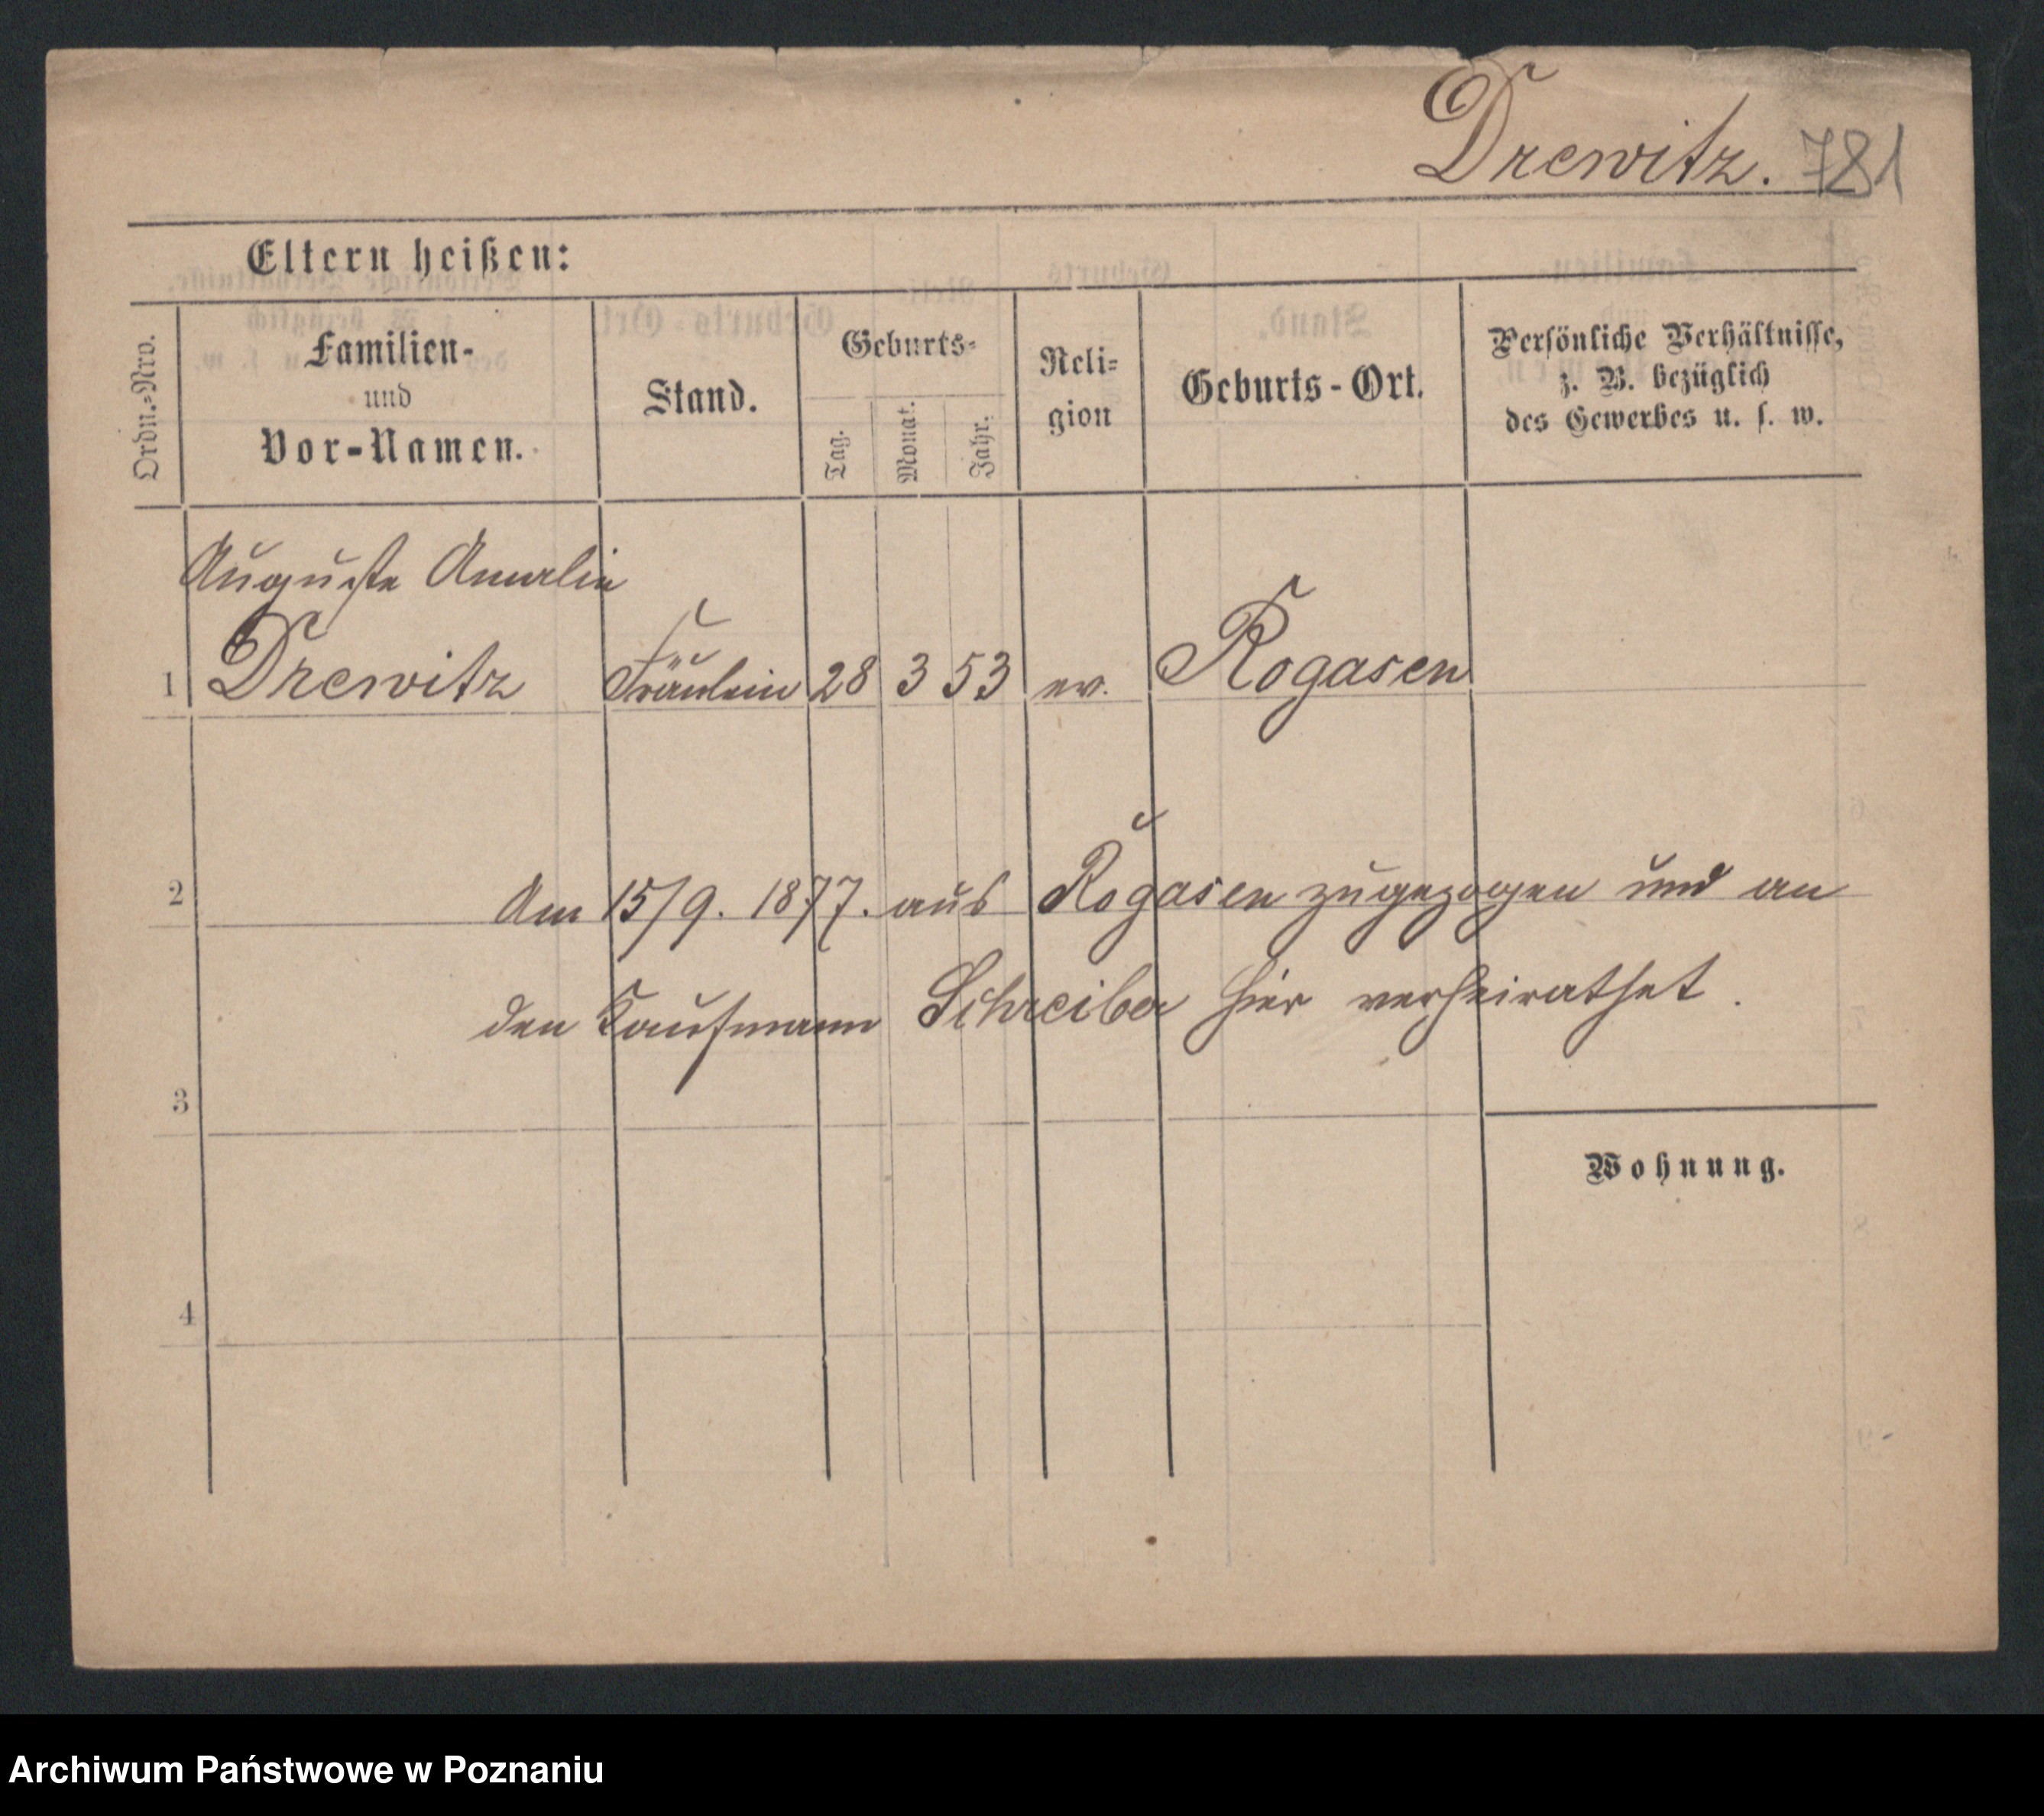 Drewitz. 781
Eltern heißen:
Ordn.=Nro.
Familien-
und
Vor-Namen.
Stand.
Geburts=
Tag.
Monat.
Jahr.
Reli=
gion
Geburts-Ort.
Persönliche Verhältnisse,
z. B. bezüglich
des Gewerbes u. s. w.
Auguste Amalie
1 Drewitz Fräulein 28 3 53 ev. Rogasen
2 Am 15/9. 1877. aus Rogasen zugezogen und an
den Kaufmann Schreiber hier verheirathet.
3
Wohnung.
4
Archiwum Państwowe w Poznaniu